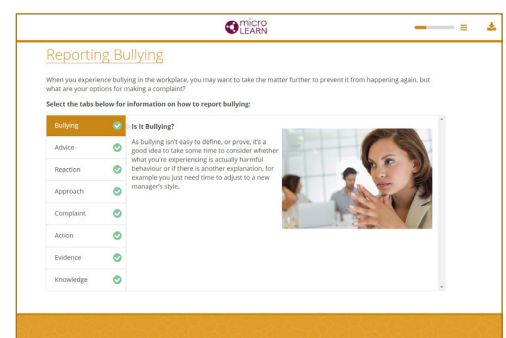 micro
LEARN
Reporting Bullying
When you experience bullying in the workplace, you may want to take the matter further to prevent it from happening again, but
what are your options for making a complaint?
Select the tabs below for information on how to report bullying:
Bullying
Is It Bullying?
As bullying isn't easy to define, or prove, it's a
good idea to take some time to consider whether
what you're experiencing is actually harmful
behaviour or if there is another explanation, for
example you just need time to adjust to a new
manager's style.
Advice
Reaction
Approach
Complaint
Action
Evidence
Knowledge